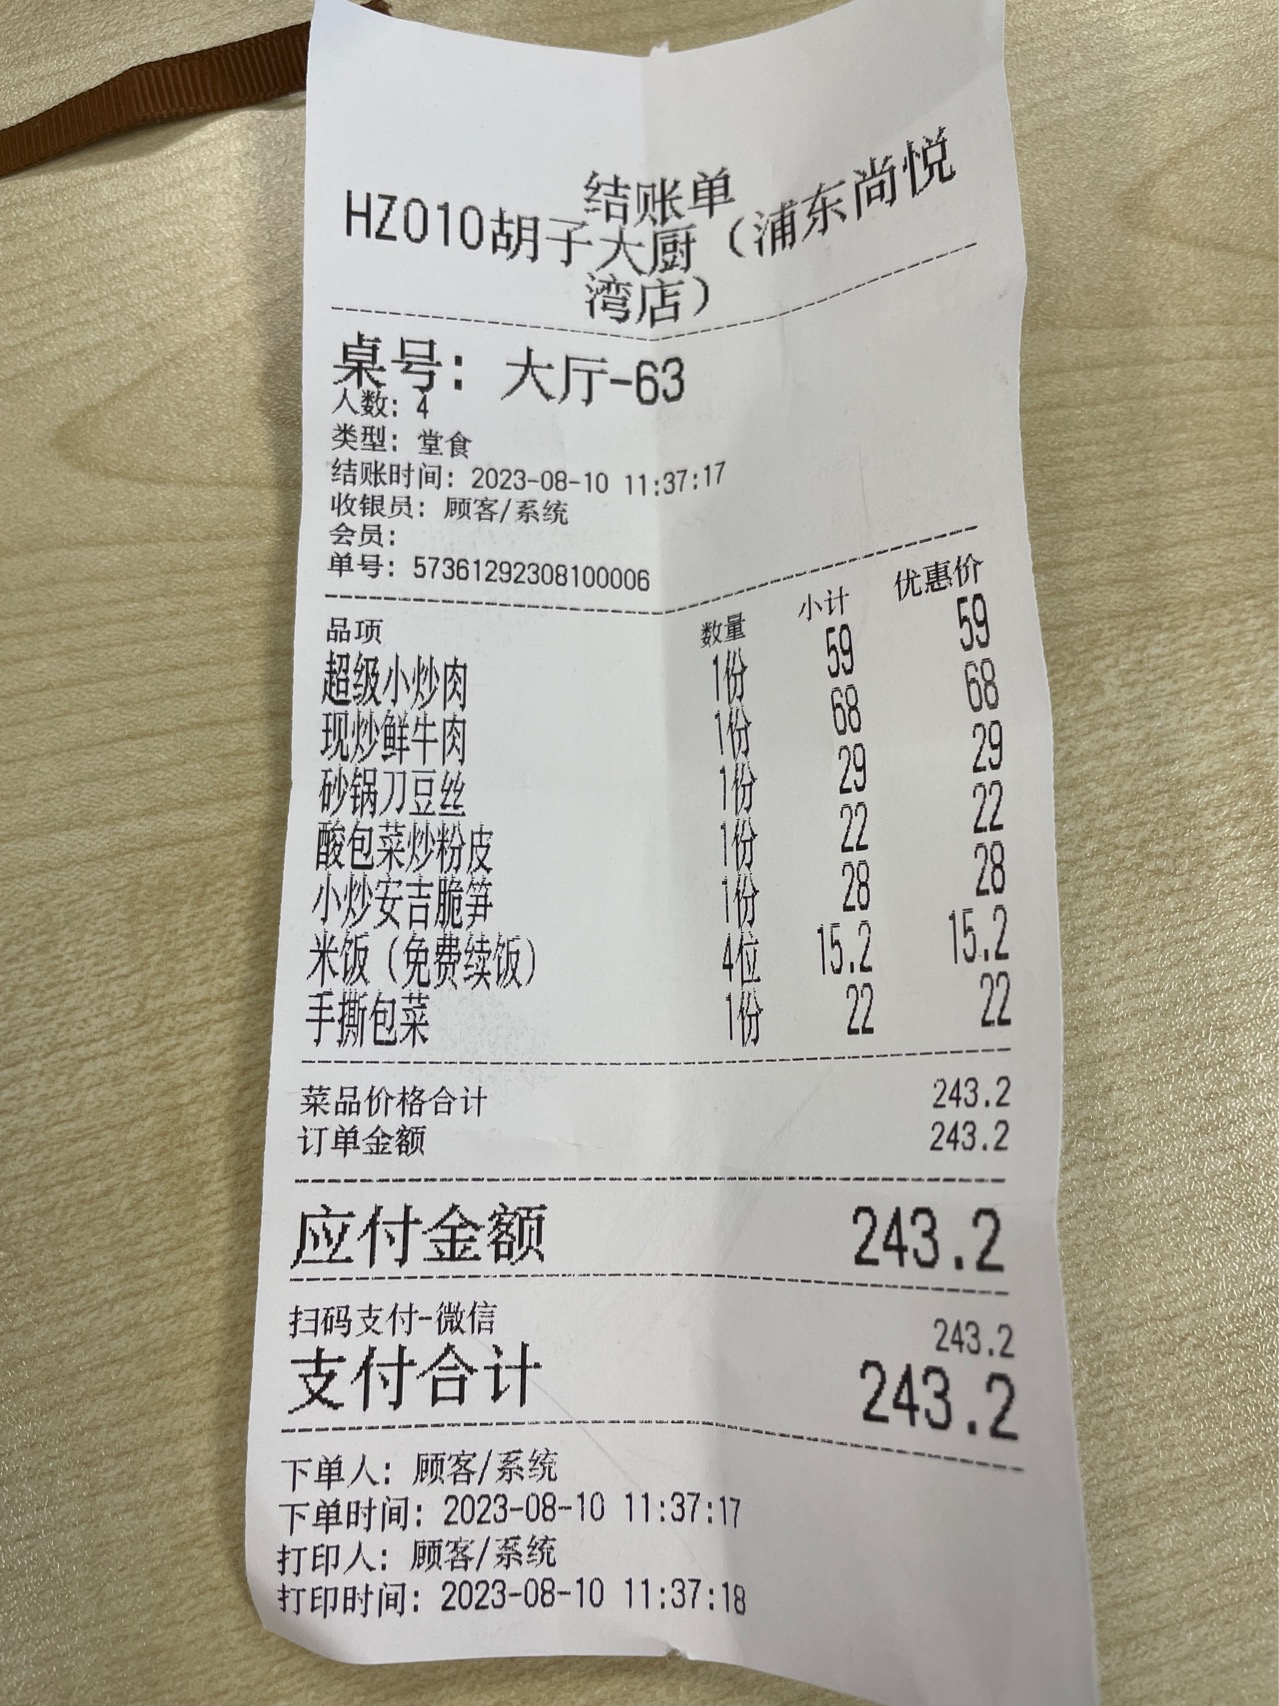 结账单
HZ010胡子大厨（浦东尚悦
湾店）
桌号：大厅-63
人数：4
类型：堂食
结账时间：2023-08-10 11:37:17
收银员：顾客/系统
会员：
单号：573612923081​00006
品项 数量 小计 优惠价
超级小炒肉 1份 59 59
现炒鲜牛肉 1份 68 68
砂锅刀豆丝 1份 29 29
酸包菜炒粉皮 1份 22 22
小炒安吉脆笋 1份 28 28
米饭（免费续饭） 4位 15.2 15.2
手撕包菜 1份 22 22
菜品价格合计 243.2
订单金额 243.2
应付金额 243.2
扫码支付-微信 243.2
支付合计 243.2
下单人：顾客/系统
下单时间：2023-08-10 11:37:17
打印人：顾客/系统
打印时间：2023-08-10 11:37:18